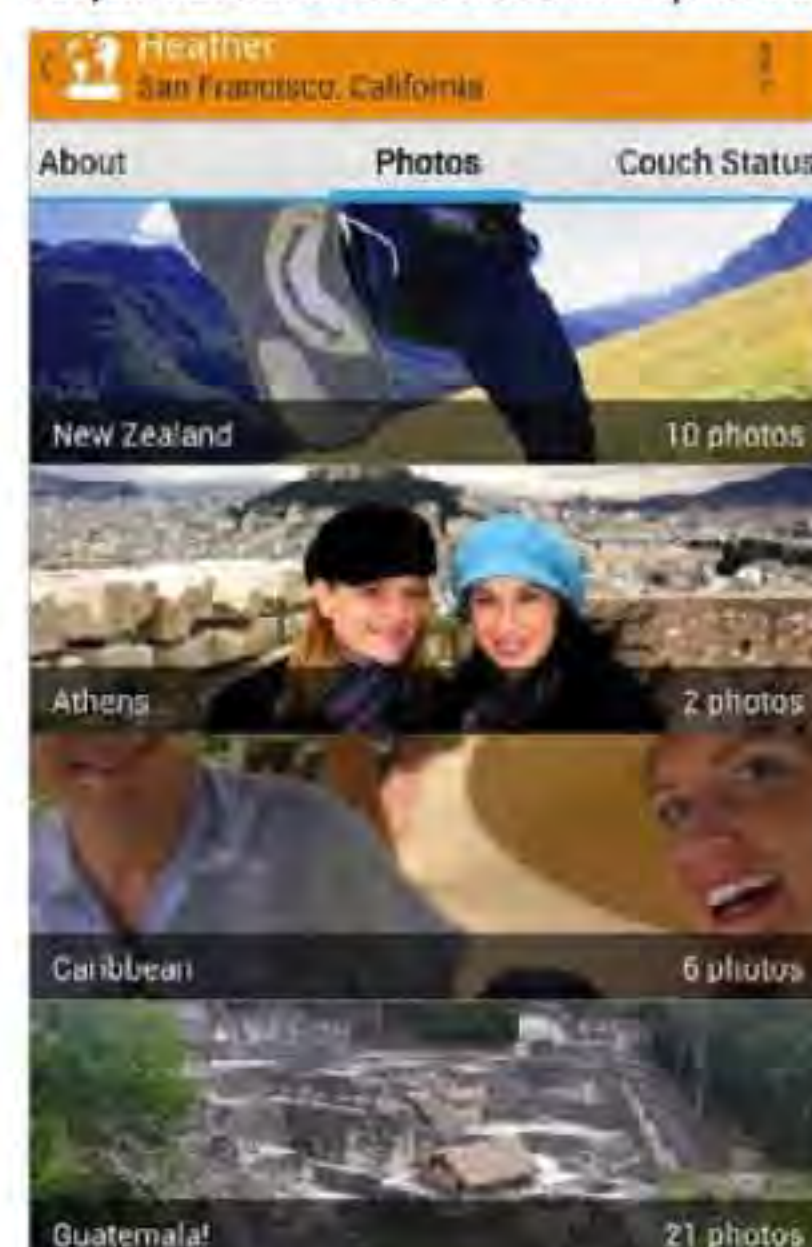 Heather
San Francisco, California
About Photos Couch Status
New Zealand 10 photos
Athens 2 photos
Caribbean 6 photos
Guatemala! 21 photos